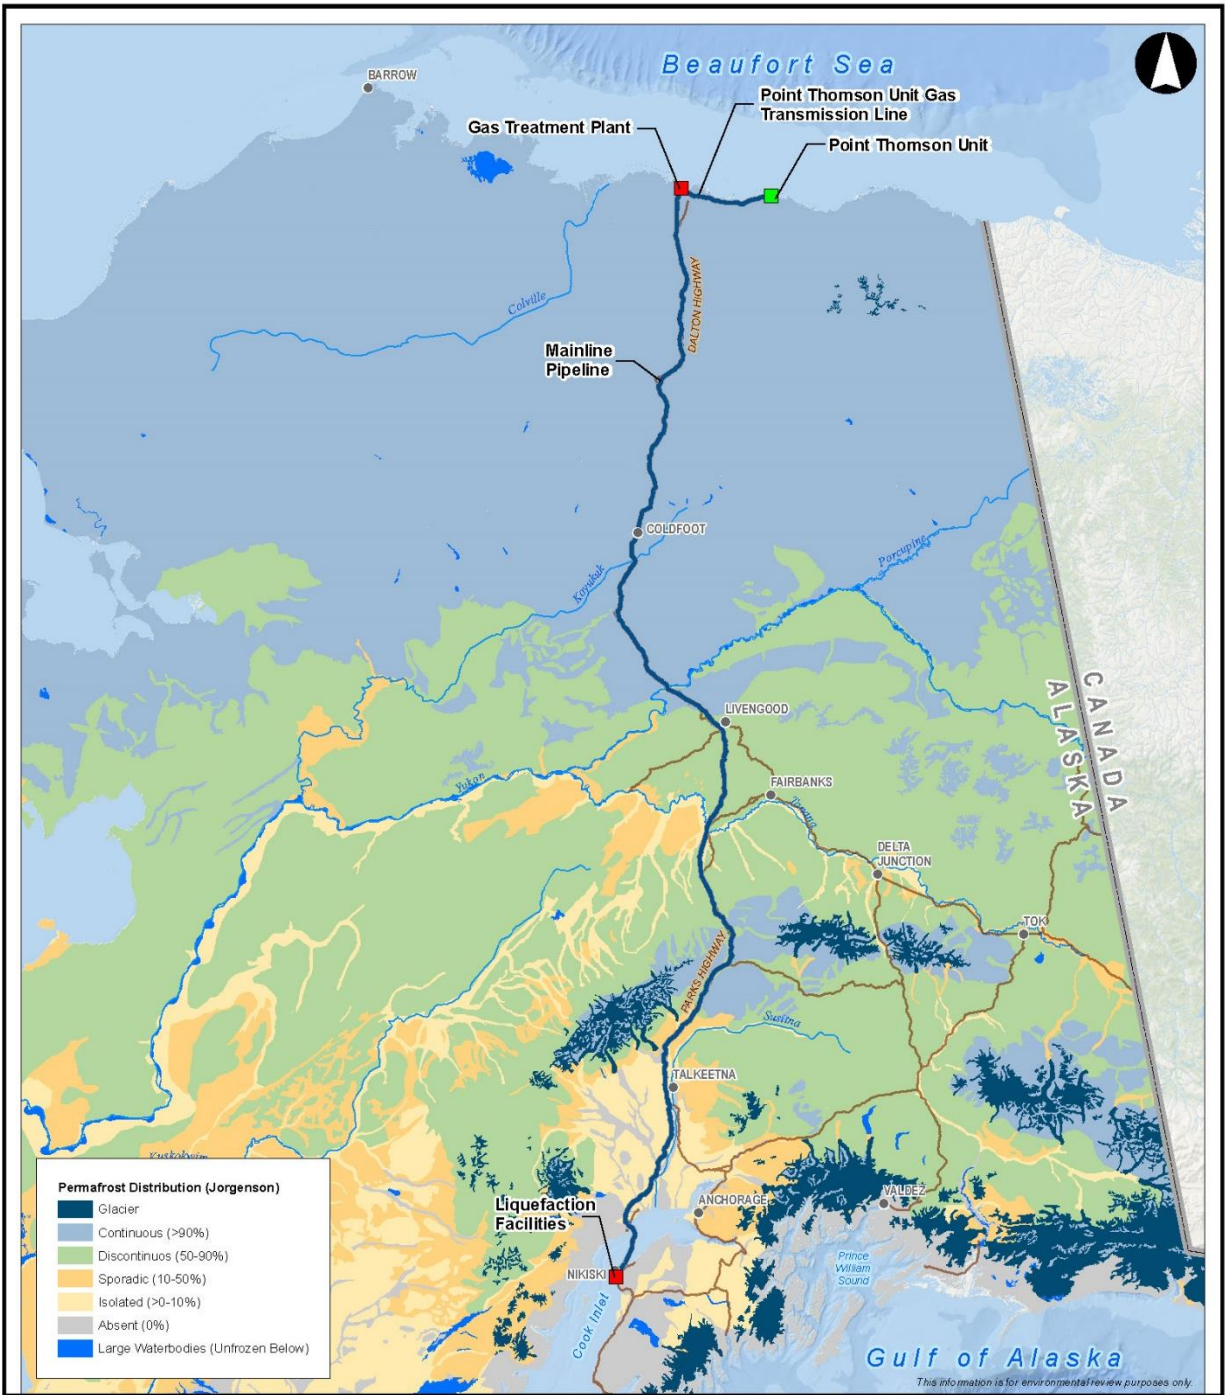 Beaufort Sea
BARROW
Point Thomson Unit Gas
Transmission Line
Gas Treatment Plant
Point Thomson Unit
Colville
DALTON HIGHWAY
Mainline
Pipeline
COLDFOOT
Porcupine
Koyukuk
CANADA
ALASKA
LIVENGOOD
Yukon
FAIRBANKS
Tanana
DELTA
JUNCTION
TOK
PARKS HIGHWAY
Susitna
TALKEETNA
Kuskokwim
Permafrost Distribution (Jorgenson)
Glacier
Continuous (>90%)
Discontinuos (50-90%)
Sporadic (10-50%)
Isolated (>0-10%)
Absent (0%)
Large Waterbodies (Unfrozen Below)
Liquefaction
Facilities
ANCHORAGE
VALDEZ
NIKISKI
Prince
William
Sound
Cook Inlet
Gulf of Alaska
This information is for environmental review purposes only.